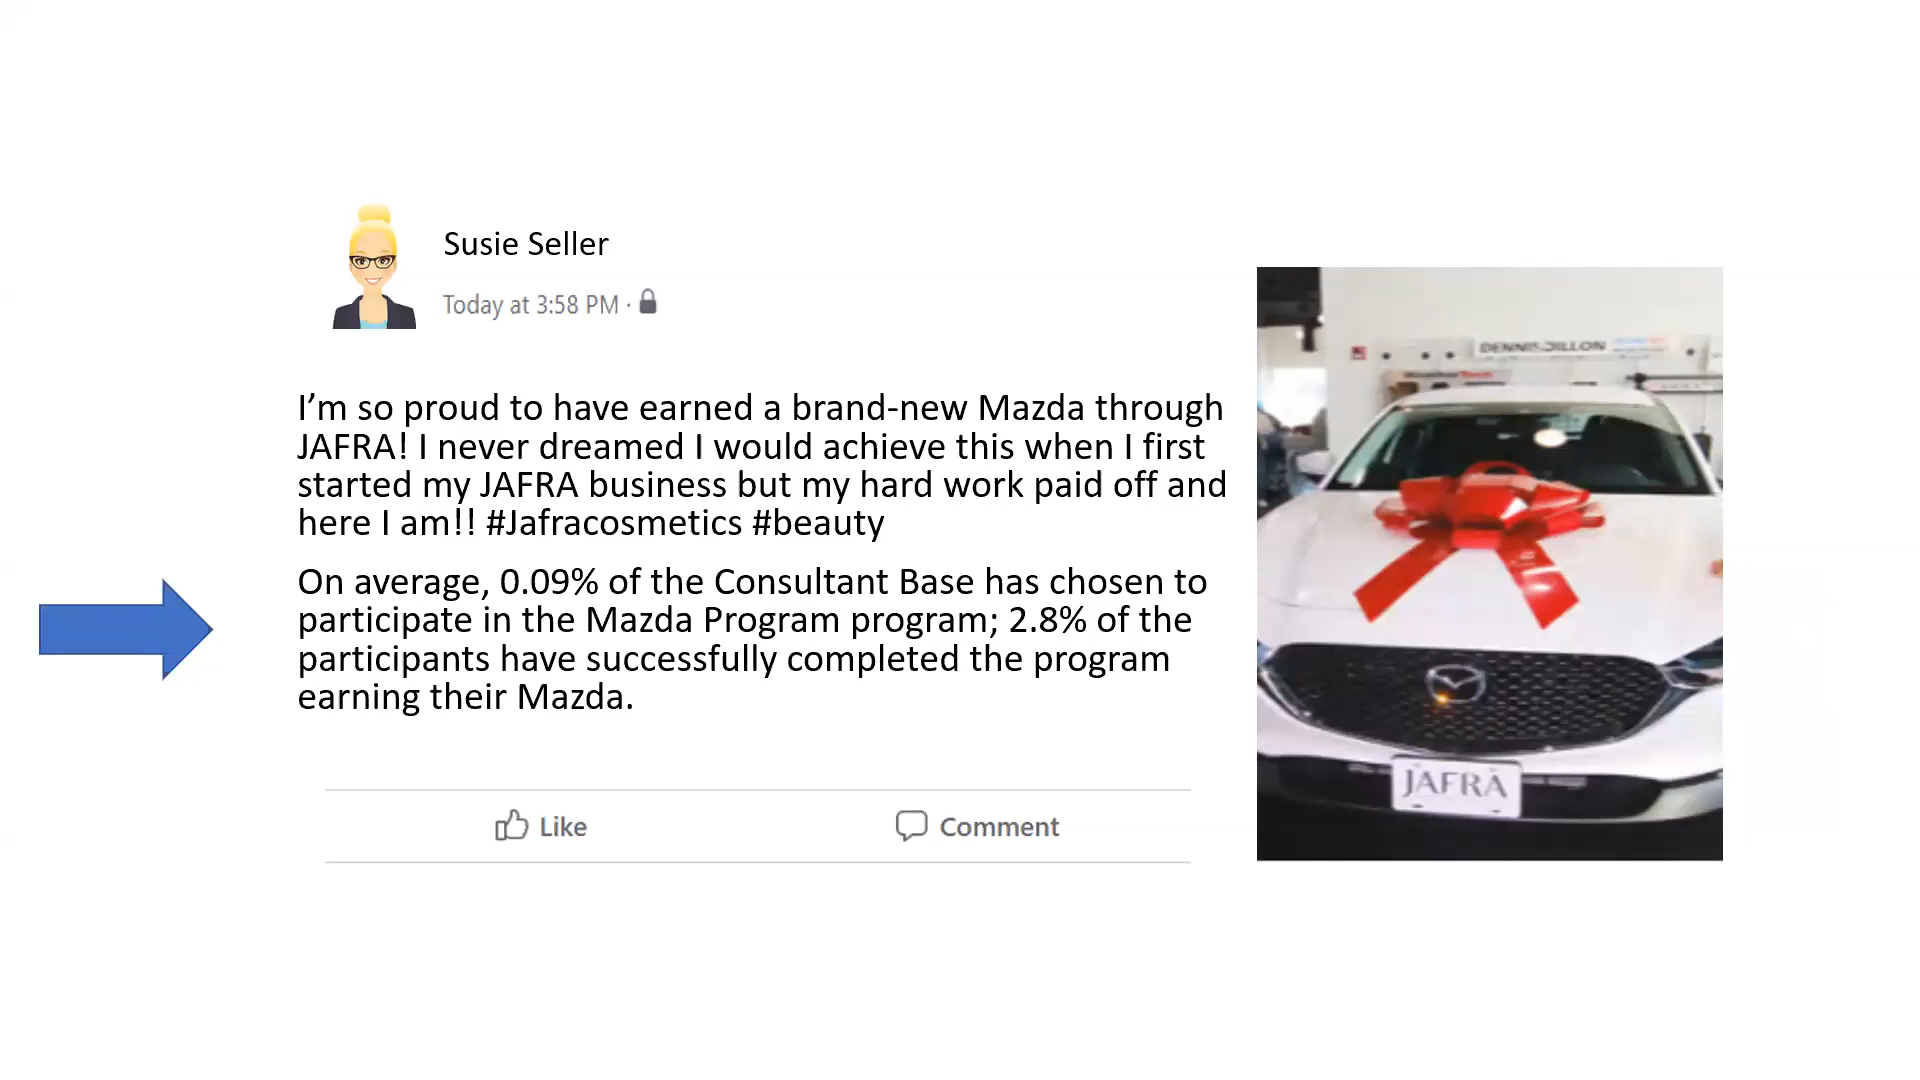 Susie Seller
Today at 3:58 PM ·
I’m so proud to have earned a brand-new Mazda through
JAFRA! I never dreamed I would achieve this when I first
started my JAFRA business but my hard work paid off and
here I am!! #Jafracosmetics #beauty
On average, 0.09% of the Consultant Base has chosen to
participate in the Mazda Program program; 2.8% of the
participants have successfully completed the program
earning their Mazda.
Like
Comment
DENNIS DILLON
JAFRA